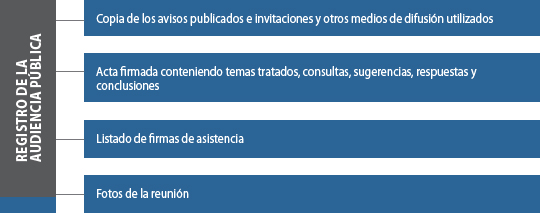 REGISTRO DE LA
AUDIENCIA PÚBLICA
Copia de los avisos publicados e invitaciones y otros medios de difusión utilizados
Acta firmada conteniendo temas tratados, consultas, sugerencias, respuestas y
conclusiones
Listado de firmas de asistencia
Fotos de la reunión